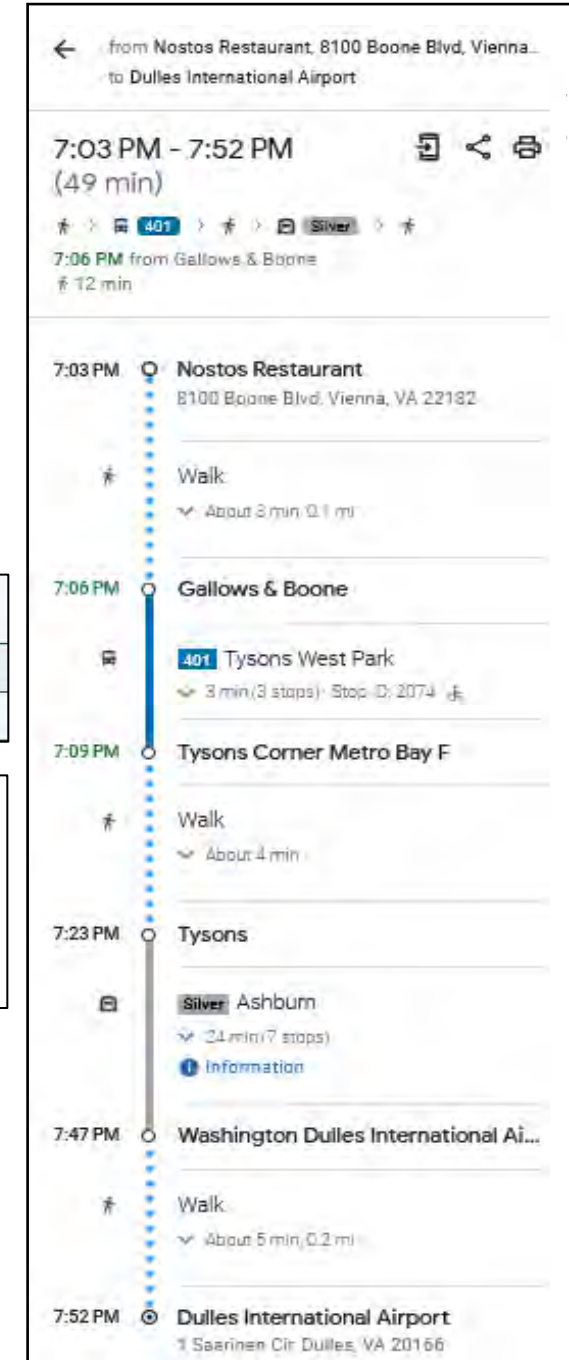 from Nostos Restaurant, 8100 Boone Blvd, Vienna...
to Dulles International Airport
7:03 PM - 7:52 PM
(49 min)
401 Silver
7:06 PM from Gallows & Boone
12 min
7:03 PM Nostos Restaurant
8100 Boone Blvd, Vienna, VA 22182
Walk
About 3 min, 0.1 mi
7:06 PM Gallows & Boone
401 Tysons West Park
3 min (3 stops) · Stop ID: 2074
7:09 PM Tysons Corner Metro Bay F
Walk
About 4 min
7:23 PM Tysons
Silver Ashburn
24 min (7 stops)
Information
7:47 PM Washington Dulles International Ai...
Walk
About 5 min, 0.2 mi
7:52 PM Dulles International Airport
1 Saarinen Cir Dulles, VA 20166